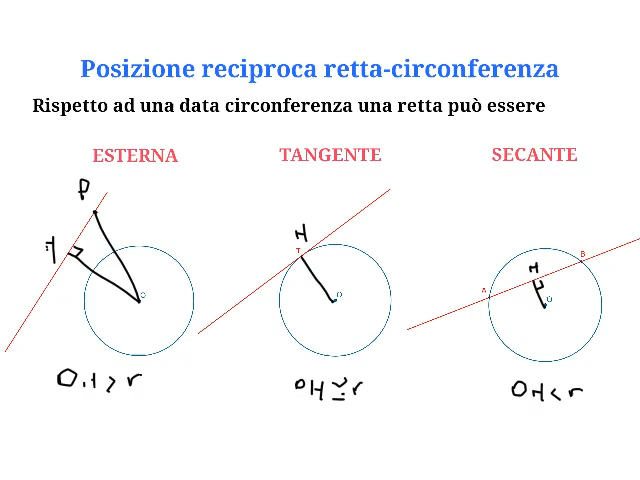 Posizione reciproca retta-circonferenza
Rispetto ad una data circonferenza una retta può essere
ESTERNA TANGENTE SECANTE
P
H H
T
B
H
A
O O O
OH > r OH r OH < r